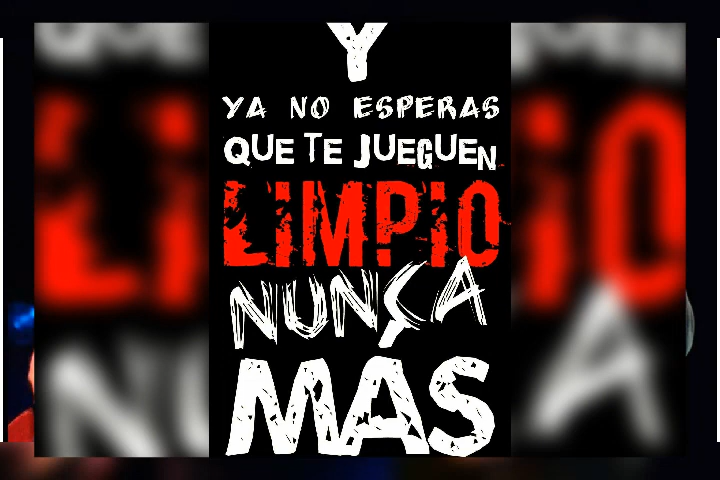 Y
YA NO ESPERAS
QUE TE JUEGUEN
LIMPIO
NUNÇA
MAS